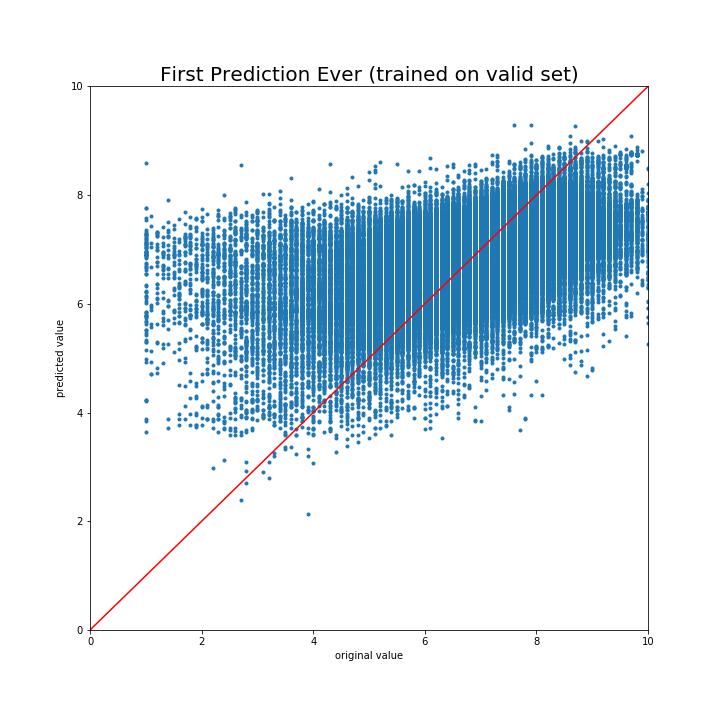 First Prediction Ever (trained on valid set)
10
8
6
4
2
0
predicted value
0 2 4 6 8 10
original value